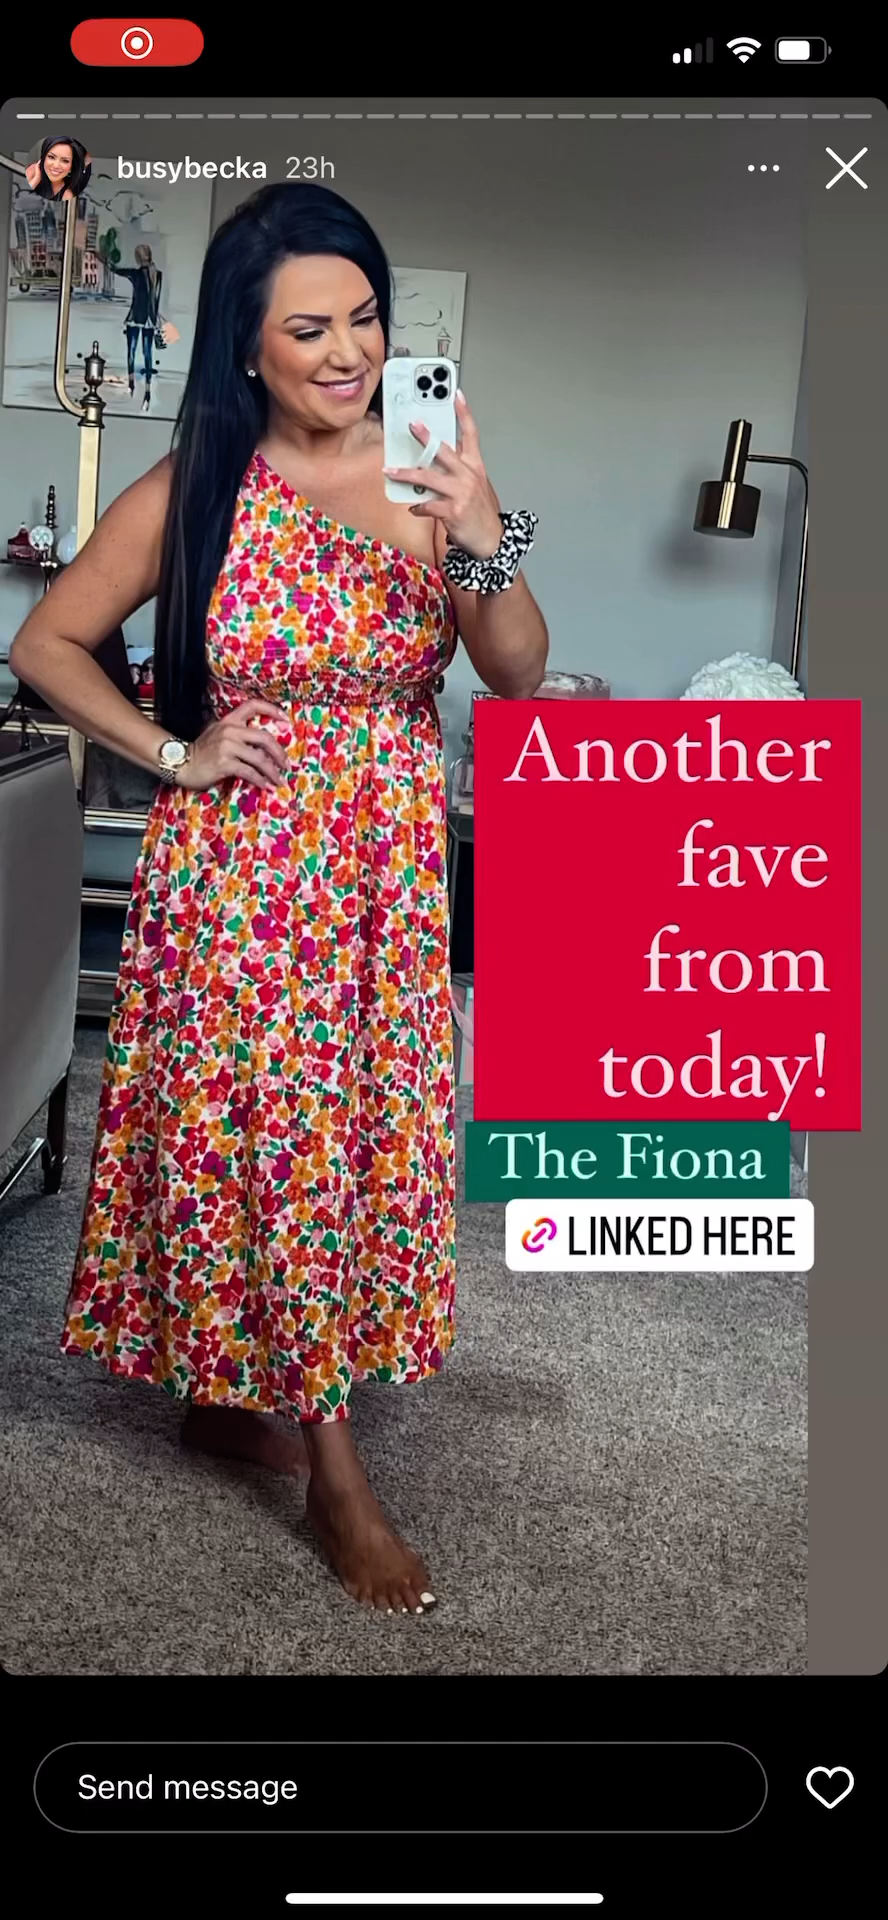 busybecka 23h
Another
fave
from
today!
The Fiona
LINKED HERE
Send message